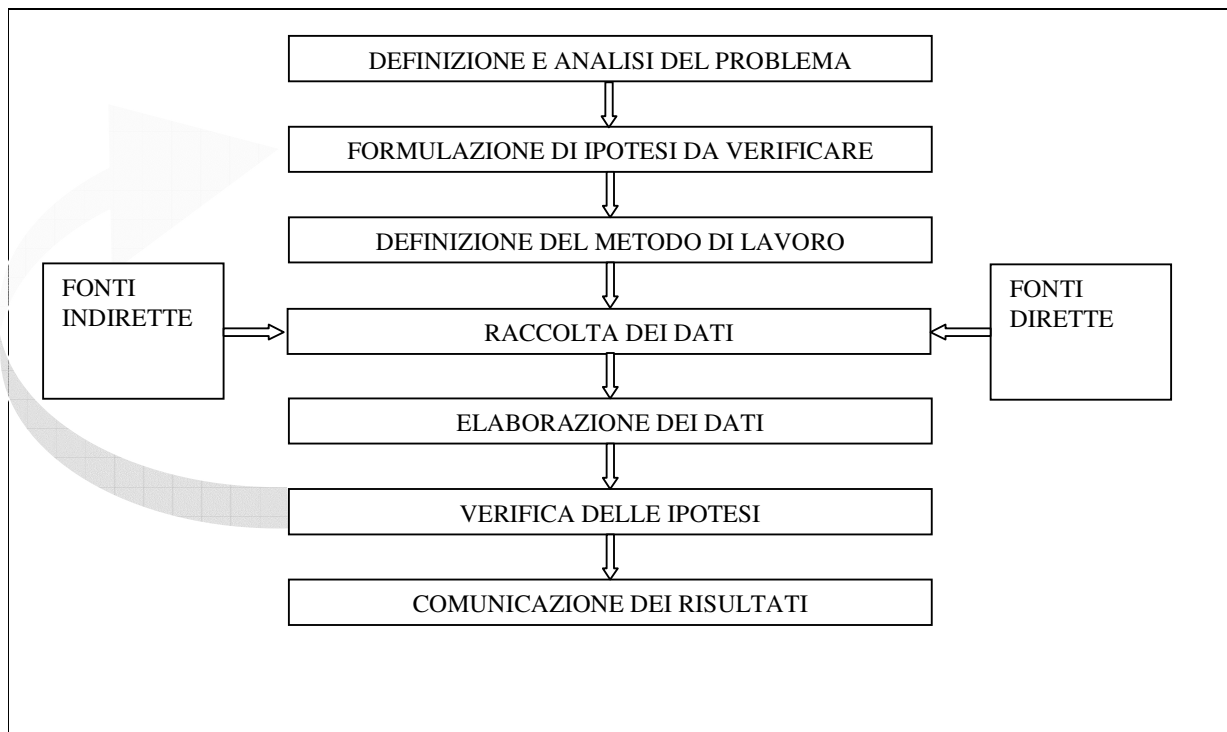 DEFINIZIONE E ANALISI DEL PROBLEMA
FORMULAZIONE DI IPOTESI DA VERIFICARE
DEFINIZIONE DEL METODO DI LAVORO
FONTI
INDIRETTE
RACCOLTA DEI DATI
FONTI
DIRETTE
ELABORAZIONE DEI DATI
VERIFICA DELLE IPOTESI
COMUNICAZIONE DEI RISULTATI